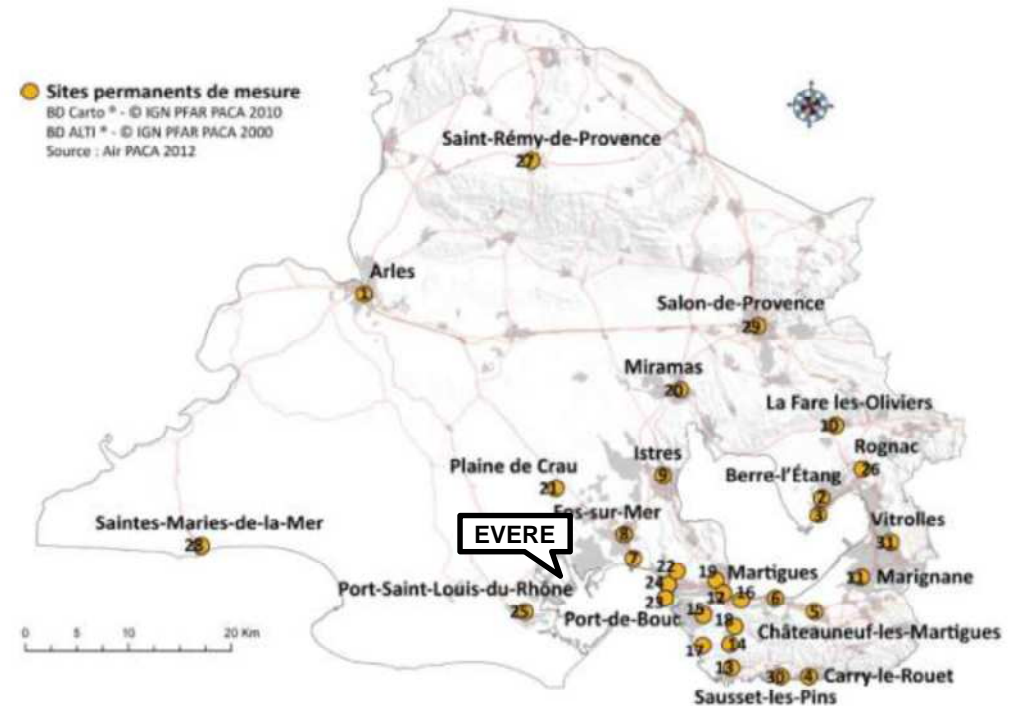 Sites permanents de mesure
BD Carto ® - © IGN PFAR PACA 2010
BD ALTI ® - © IGN PFAR PACA 2000
Source : Air PACA 2012
Saint-Rémy-de-Provence
27
Arles
1
Salon-de-Provence
29
Miramas
20
La Fare les-Oliviers
10
Rognac
26
Istres
9
Berre-l'Étang
2
3
Plaine de Crau
21
Fos-sur-Mer
8
7
Vitrolles
31
Saintes-Maries-de-la-Mer
28
EVERE
22
19
Martigues
11
Marignane
24
12
16
6
Port-Saint-Louis-du-Rhône
25
23
Port-de-Bouc
15
18
5
Châteauneuf-les-Martigues
17
14
13
30
4
Carry-le-Rouet
Sausset-les-Pins
0 5 10 20 Km